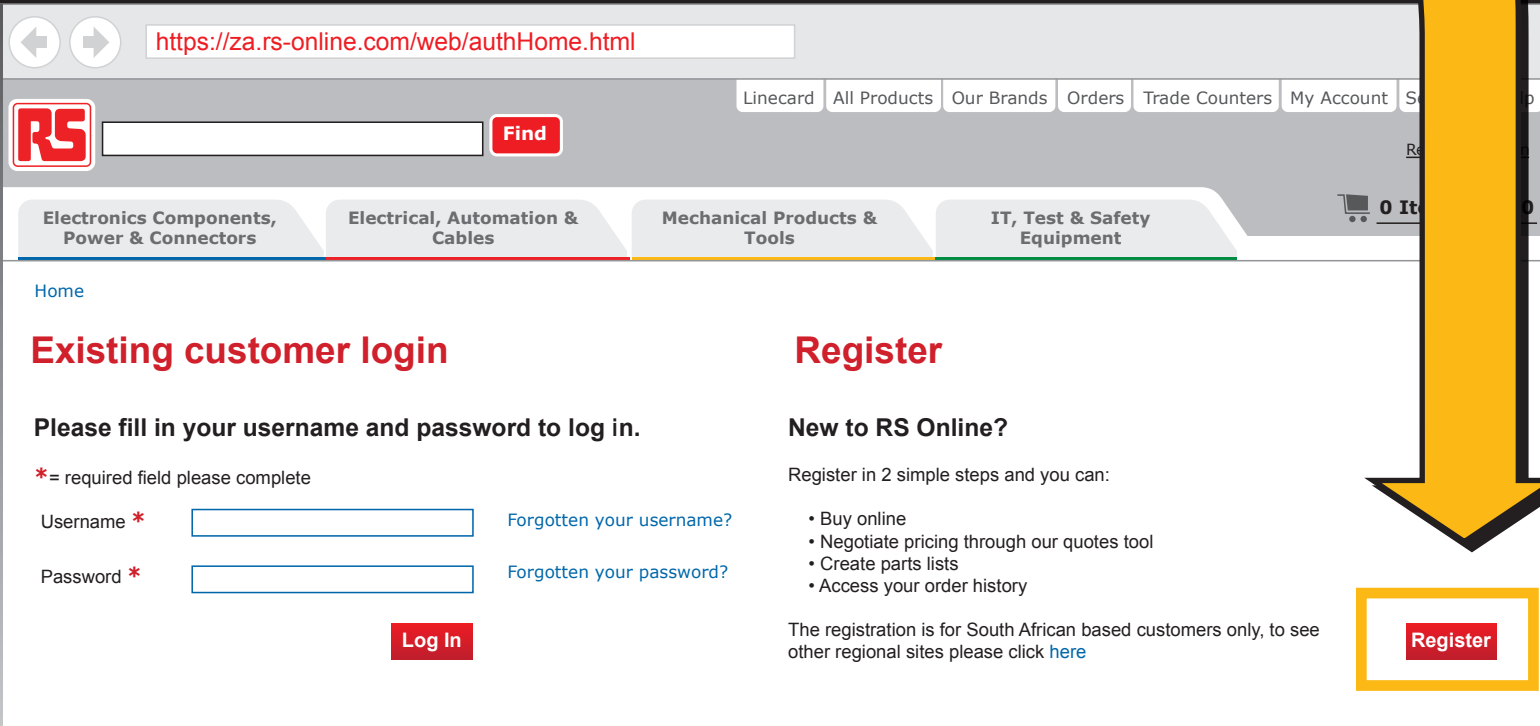 https://za.rs-online.com/web/authHome.html
Linecard All Products Our Brands Orders Trade Counters My Account
RS
Find
0
Electronics Components,
Power & Connectors
Electrical, Automation &
Cables
Mechanical Products &
Tools
IT, Test & Safety
Equipment
Home
Existing customer login
Please fill in your username and password to log in.
*= required field please complete
Username *
Forgotten your username?
Password *
Forgotten your password?
Log In
Register
New to RS Online?
Register in 2 simple steps and you can:
• Buy online
• Negotiate pricing through our quotes tool
• Create parts lists
• Access your order history
The registration is for South African based customers only, to see
other regional sites please click here
Register